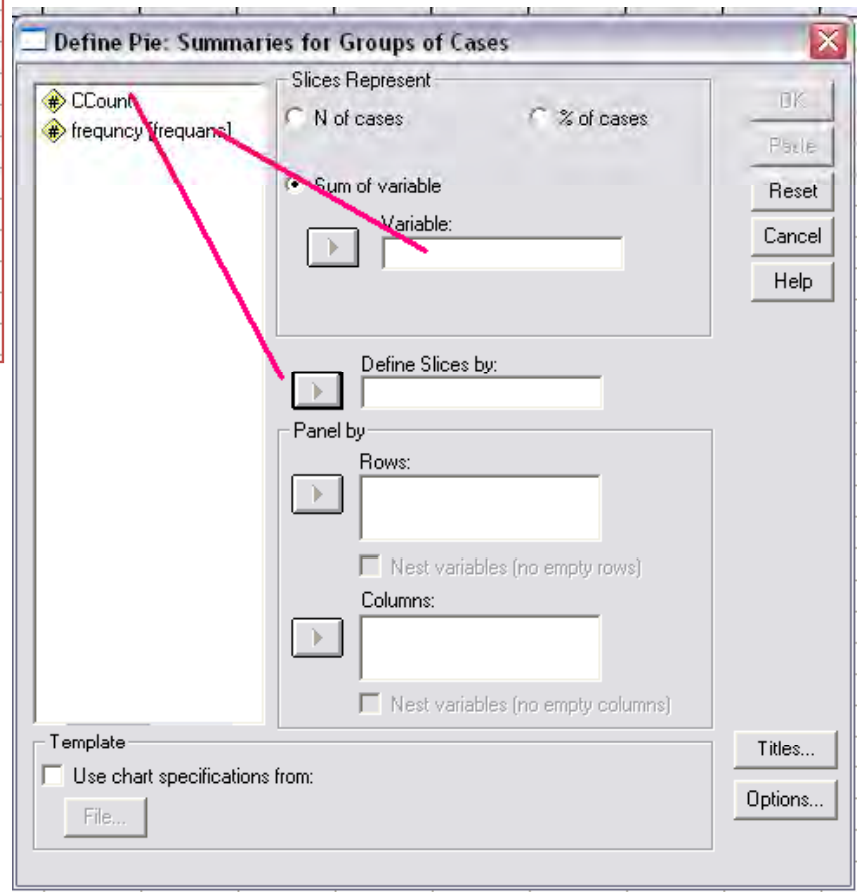 Define Pie: Summaries for Groups of Cases
CCount
frequncy [frequans]
Slices Represent
N of cases
% of cases
Sum of variable
Variable:
Define Slices by:
Panel by
Rows:
Nest variables (no empty rows)
Columns:
Nest variables (no empty columns)
Template
Use chart specifications from:
File...
OK
Paste
Reset
Cancel
Help
Titles...
Options...